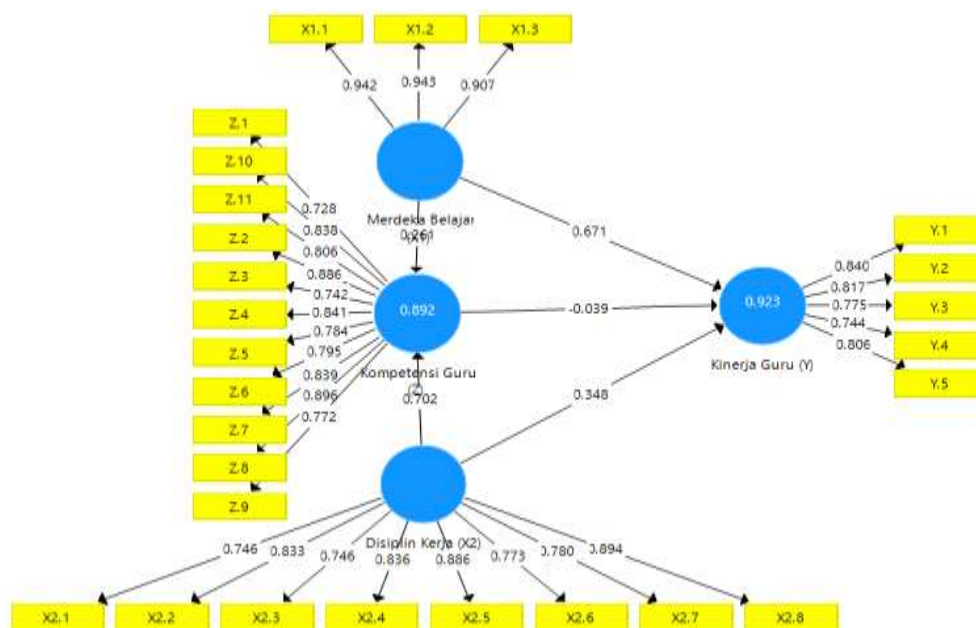 X1.1 X1.2 X1.3
0.942 0.943 0.907
Z.1
Z.10
Z.11
Z.2
Z.3
Z.4
Z.5
Z.6
Z.7
Z.8
Z.9
0.728
0.838
0.806
0.886
0.742
0.841
0.784
0.795
0.839
0.896
0.772
Merdeka Belajar
(X1)
0.261
0.671
0.892
Kompetensi Guru
(Z)
-0.039
0.702
0.348
0.923
Kinerja Guru (Y)
0.840
0.817
0.775
0.744
0.806
Y.1
Y.2
Y.3
Y.4
Y.5
Disiplin Kerja (X2)
0.746 0.833 0.746 0.836 0.886 0.773 0.780 0.894
X2.1 X2.2 X2.3 X2.4 X2.5 X2.6 X2.7 X2.8